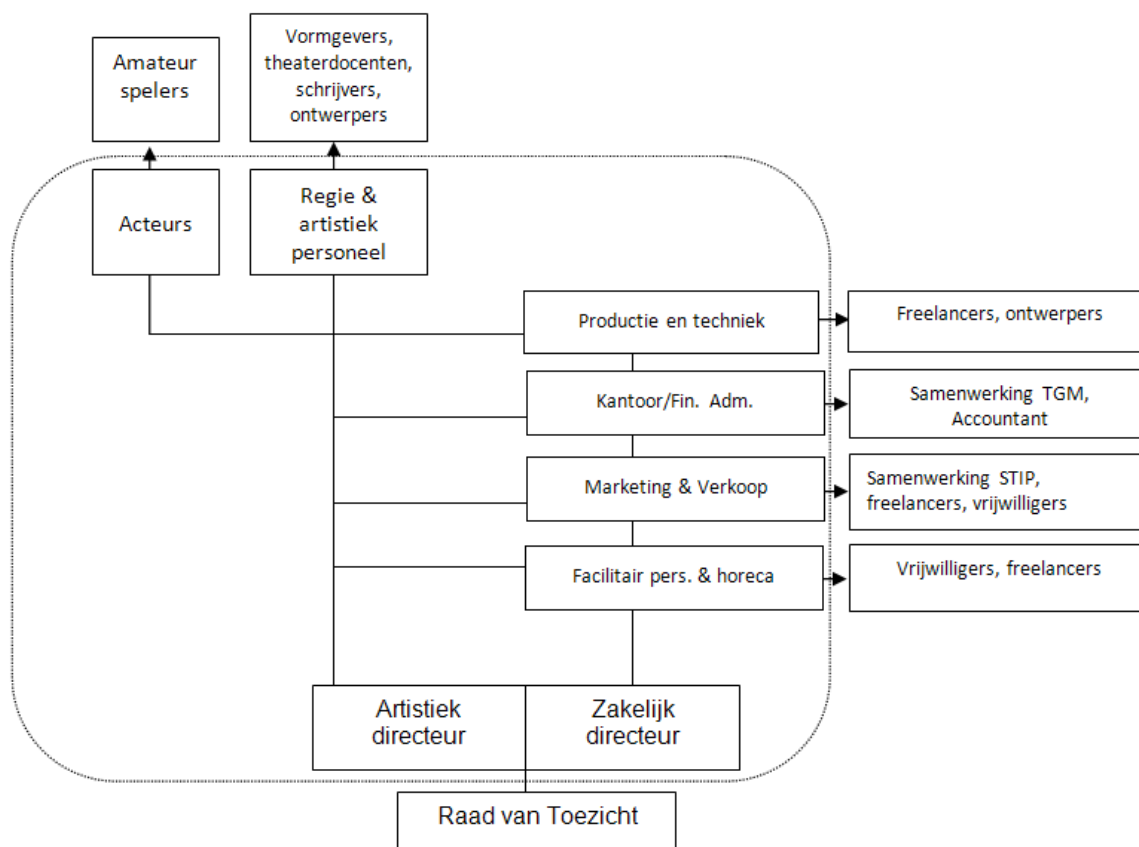 Amateur
spelers
Vormgevers,
theaterdocenten,
schrijvers,
ontwerpers
Acteurs
Regie &
artistiek
personeel
Productie en techniek
Freelancers, ontwerpers
Kantoor/Fin. Adm.
Samenwerking TGM,
Accountant
Marketing & Verkoop
Samenwerking STIP,
freelancers, vrijwilligers
Facilitair pers. & horeca
Vrijwilligers, freelancers
Artistiek
directeur
Zakelijk
directeur
Raad van Toezicht